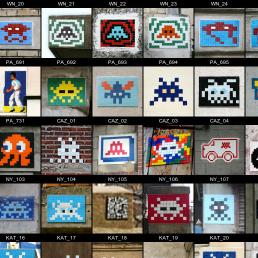 WN_20 WN_21 WN_22 WN_23 WN_24
PA_691 PA_692 PA_693 PA_694 PA_695
PA_731 CAZ_01 CAZ_02 CAZ_03 CAZ_04
NY_103 NY_104 NY_105 NY_106 NY_107
KAT_16 KAT_17 KAT_18 KAT_19 KAT_20